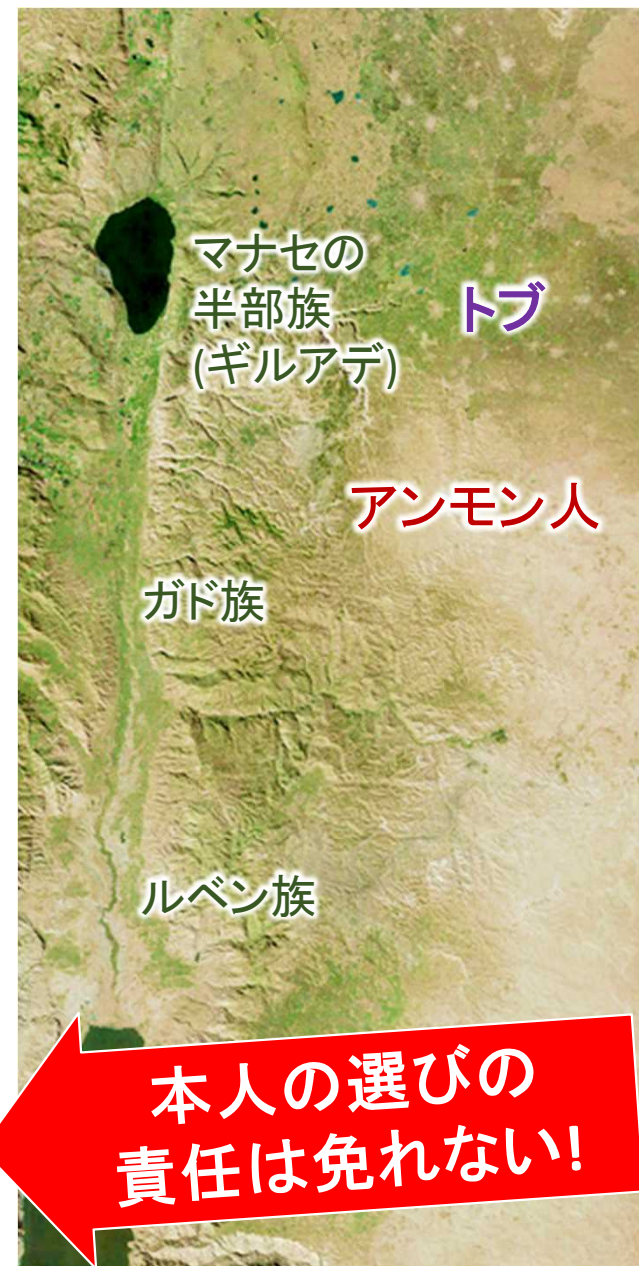 マナセの
半部族
(ギルアデ)
トブ
アンモン人
ガド族
ルベン族
本人の選びの
責任は免れない!